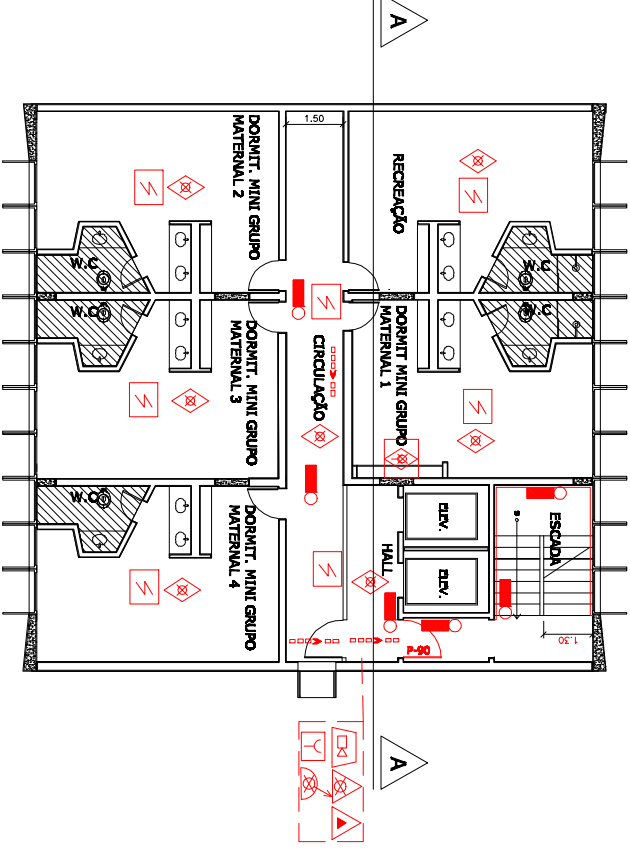 A
1.50
DORMIT. MINI GRUPO
MATERNAL 2
RECREAÇÃO
W.C
W.C
W.C
W.C
DORMIT. MINI GRUPO
MATERNAL 3
CIRCULAÇÃO
DORMIT MINI GRUPO
MATERNAL 1
W.C
DORMIT. MINI GRUPO
MATERNAL 4
HALL
ELEV.
ELEV.
ESCADA
S
1.30
P-90
A